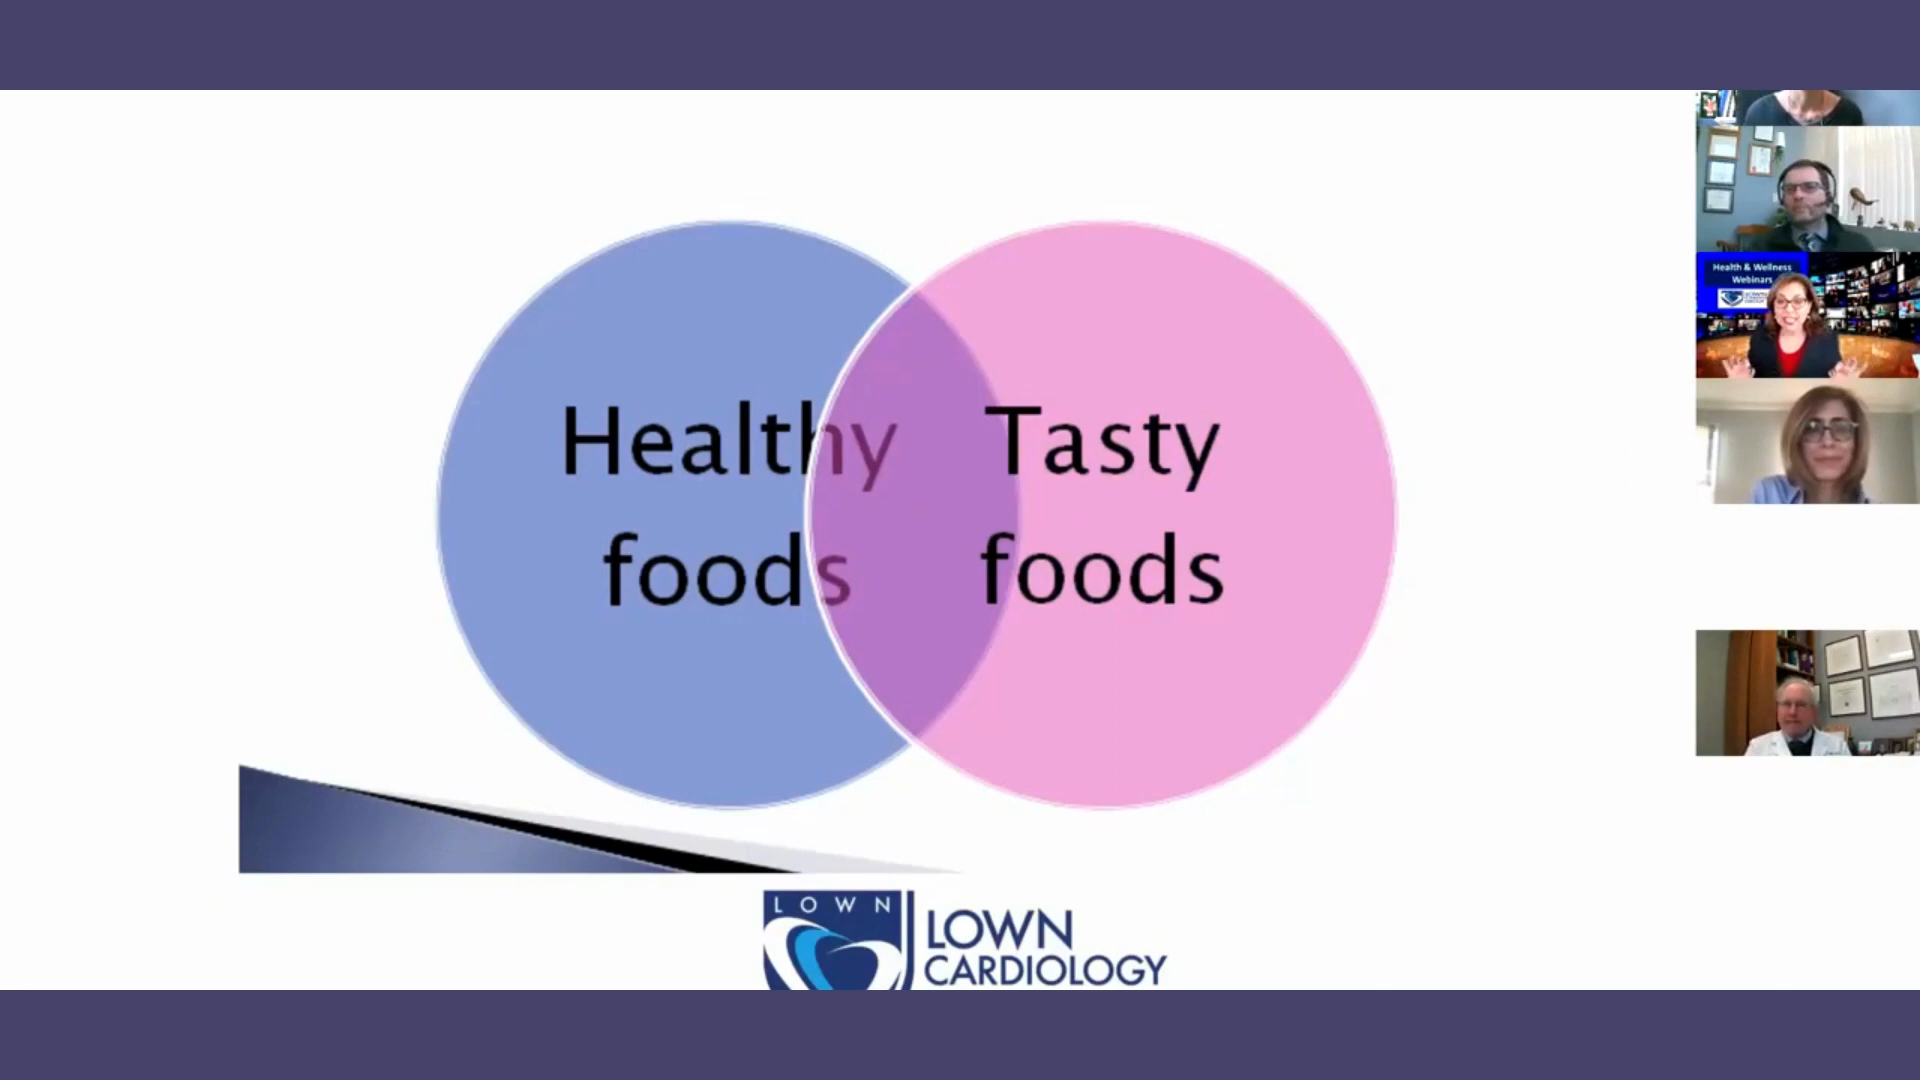 Healthy
foods
Tasty
foods
Health & Wellness
Webinars
LOWN
LOWN
CARDIOLOGY